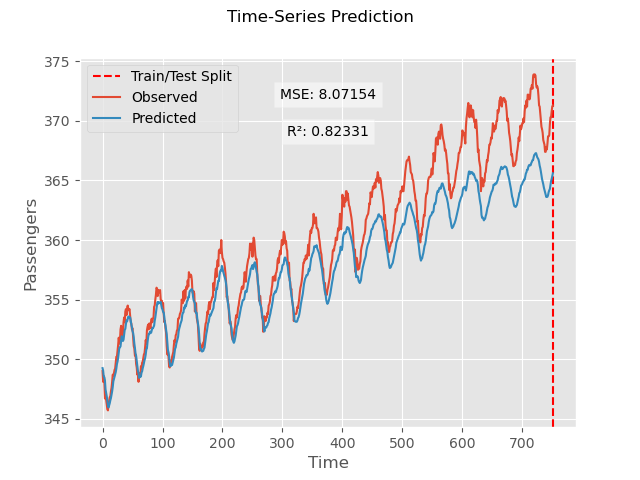 Time-Series Prediction
Train/Test Split
Observed
Predicted
MSE: 8.07154
R²: 0.82331
Passengers
375
370
365
360
355
350
345
0 100 200 300 400 500 600 700
Time